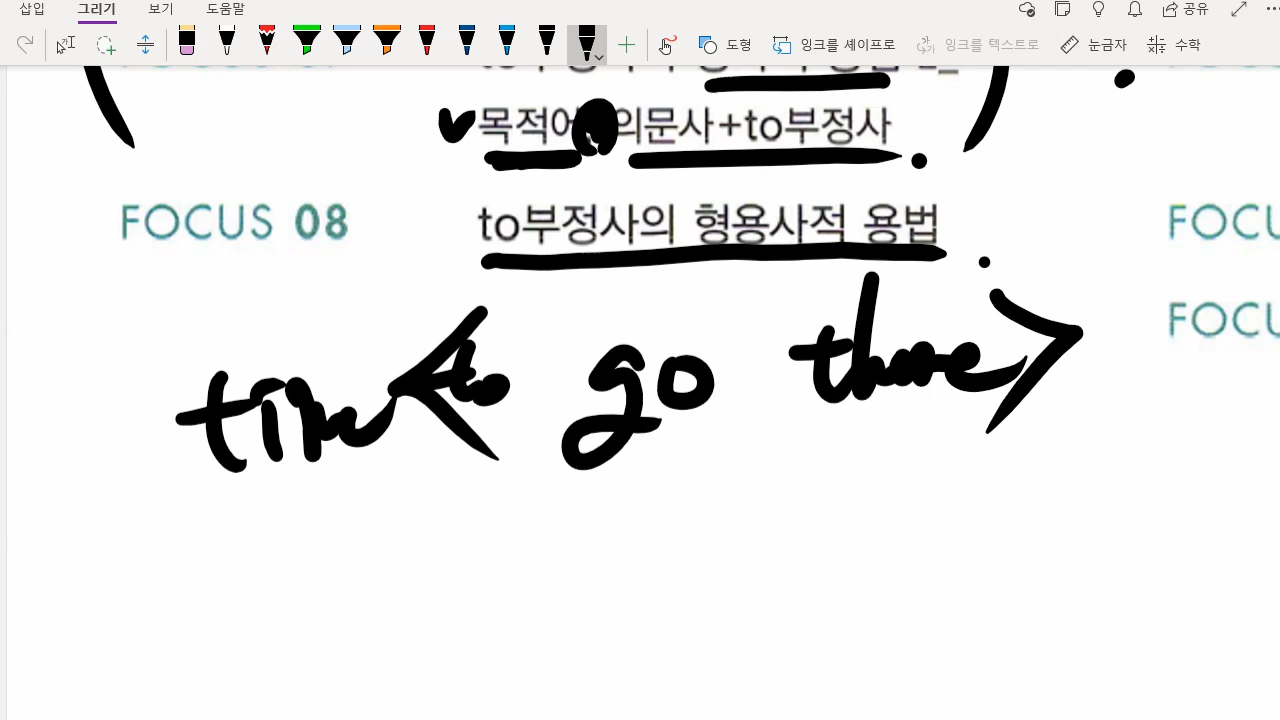 삽입 그리기 보기 도움말 공유
도형 잉크를 셰이프로 잉크를 텍스트로 눈금자 수학
목적어 의문사+to부정사
FOCUS 08 to부정사의 형용사적 용법 FOCU
FOCU
time to go there